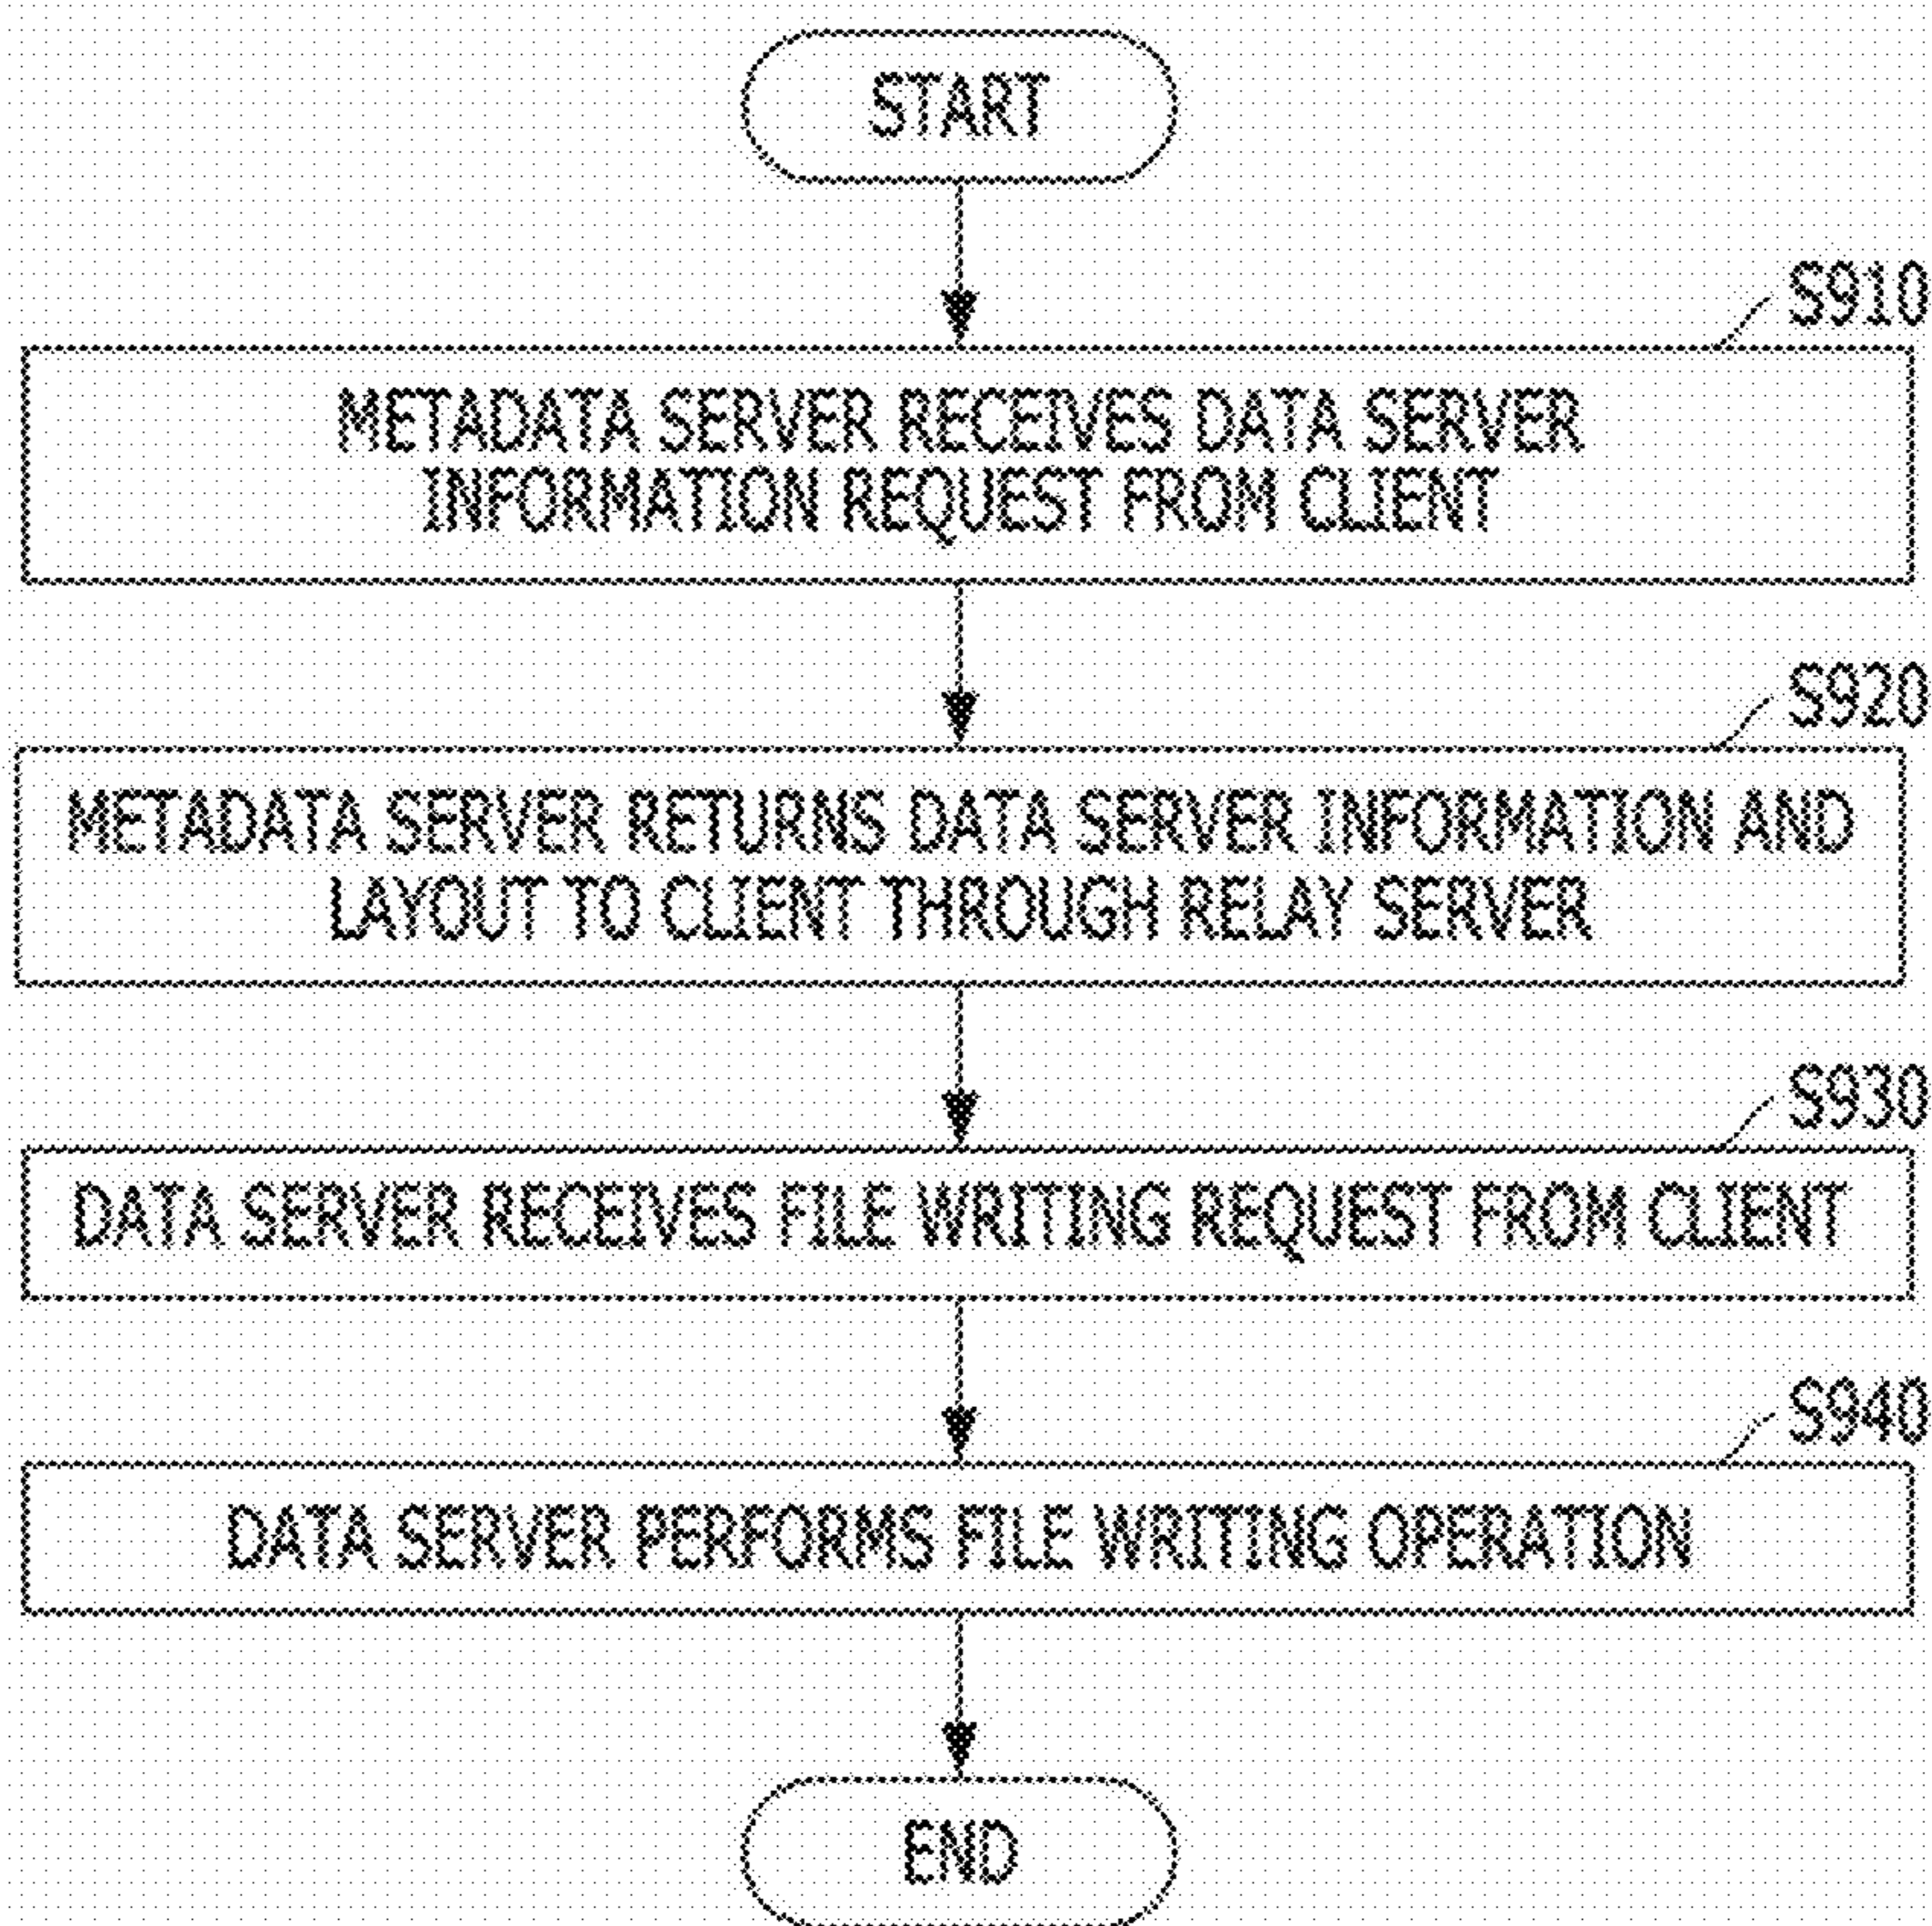 START
S910
METADATA SERVER RECEIVES DATA SERVER
INFORMATION REQUEST FROM CLIENT
S920
METADATA SERVER RETURNS DATA SERVER INFORMATION AND
LAYOUT TO CLIENT THROUGH RELAY SERVER
S930
DATA SERVER RECEIVES FILE WRITING REQUEST FROM CLIENT
S940
DATA SERVER PERFORMS FILE WRITING OPERATION
END